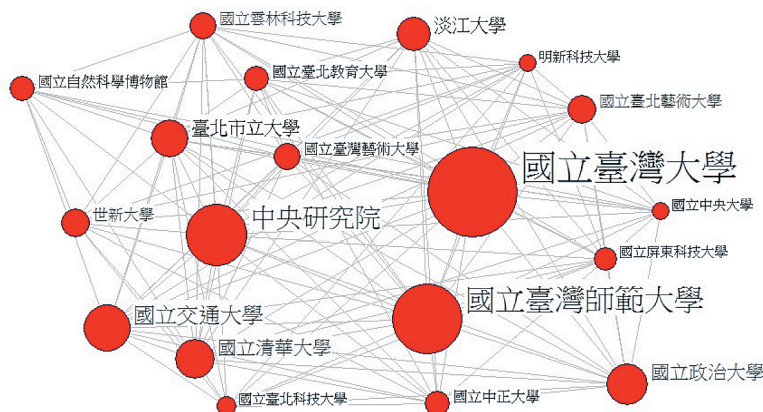 國立雲林科技大學
淡江大學
明新科技大學
國立自然科學博物館
國立臺北教育大學
國立臺北藝術大學
臺北市立大學
國立臺灣藝術大學
國立臺灣大學
世新大學
中央研究院
國立中央大學
國立屏東科技大學
國立交通大學
國立臺灣師範大學
國立清華大學
國立政治大學
國立臺北科技大學
國立中正大學